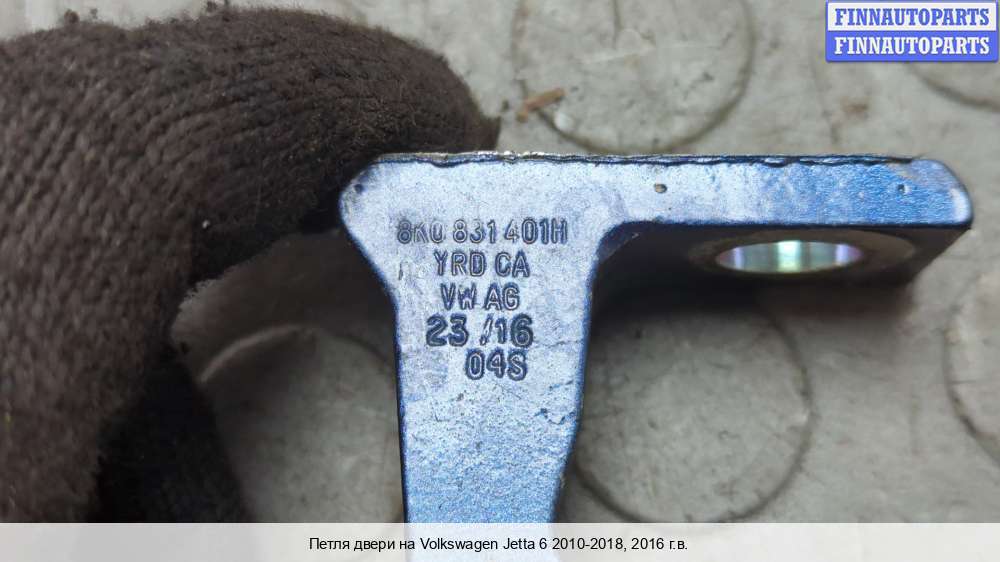 FINNAUTOPARTS
FINNAUTOPARTS
8K0 831 401H
YRD CA
VW AG
23 /16
04S
Петля двери на Volkswagen Jetta 6 2010-2018, 2016 г.в.